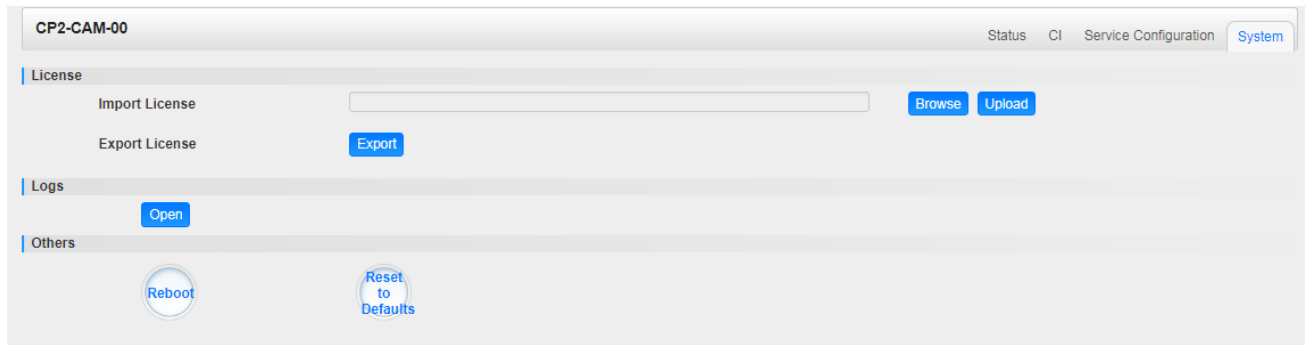 CP2-CAM-00
Status CI Service Configuration System
License
Import License Browse Upload
Export License Export
Logs
Open
Others
Reboot
Reset
to
Defaults